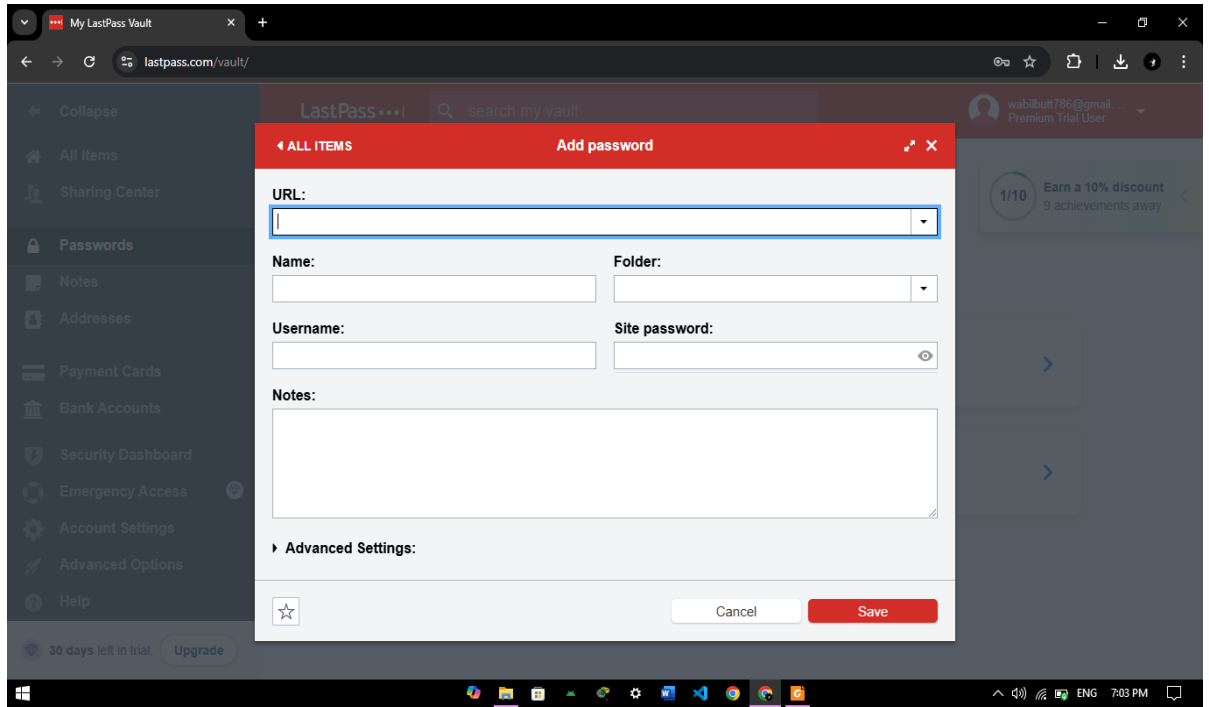 My LastPass Vault
lastpass.com/vault/
Collapse
LastPass
search my vault
wabilbutt786@gmail....
Premium Trial User
ALL ITEMS
Add password
All Items
Sharing Center
1/10
Earn a 10% discount
9 achievements away
URL:
Passwords
Name:
Folder:
Notes
Addresses
Username:
Site password:
Payment Cards
Notes:
Bank Accounts
Security Dashboard
Emergency Access
Account Settings
Advanced Settings:
Advanced Options
Help
Cancel
Save
30 days left in trial.
Upgrade
ENG
7:03 PM